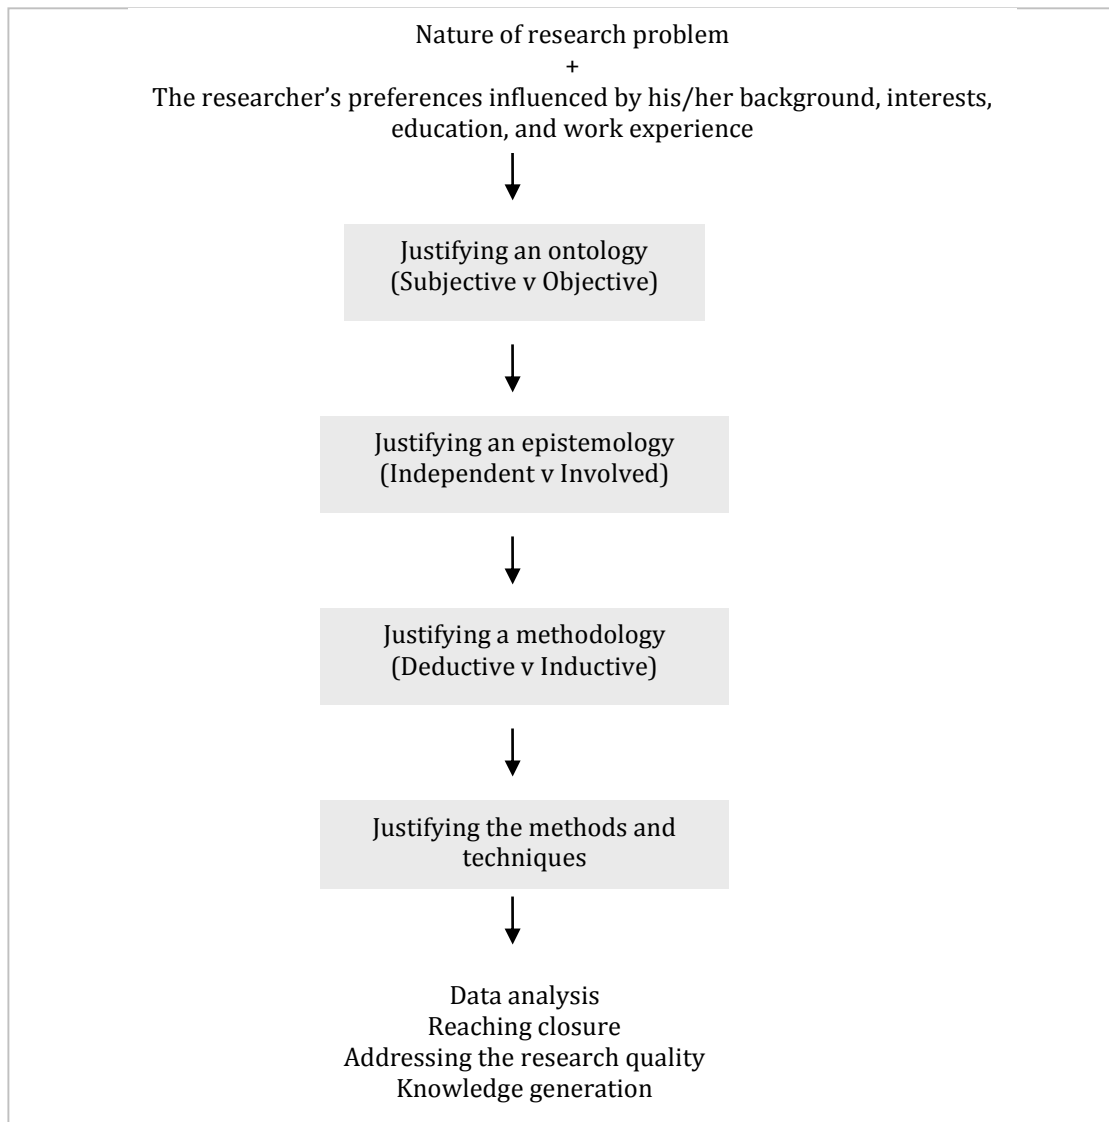 Nature of research problem
+
The researcher’s preferences influenced by his/her background, interests,
education, and work experience
Justifying an ontology
(Subjective v Objective)
Justifying an epistemology
(Independent v Involved)
Justifying a methodology
(Deductive v Inductive)
Justifying the methods and
techniques
Data analysis
Reaching closure
Addressing the research quality
Knowledge generation